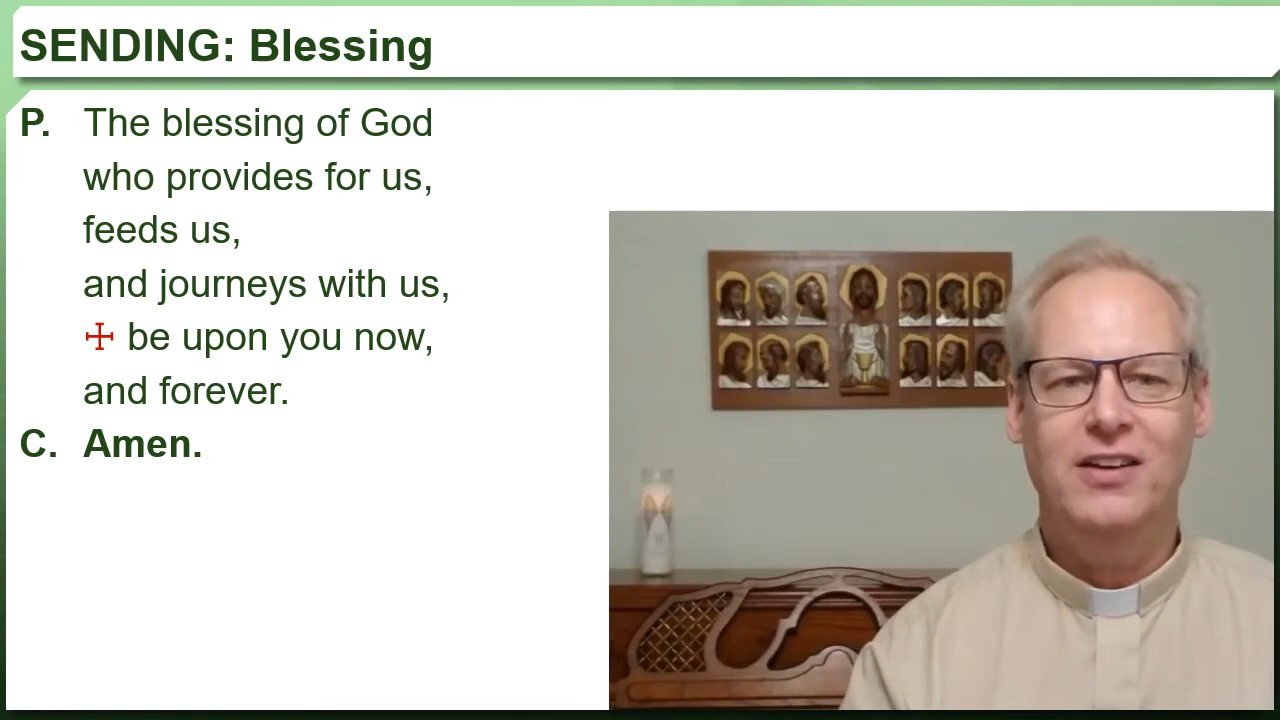 SENDING: Blessing
P. The blessing of God
who provides for us,
feeds us,
and journeys with us,
☩ be upon you now,
and forever.
C. Amen.